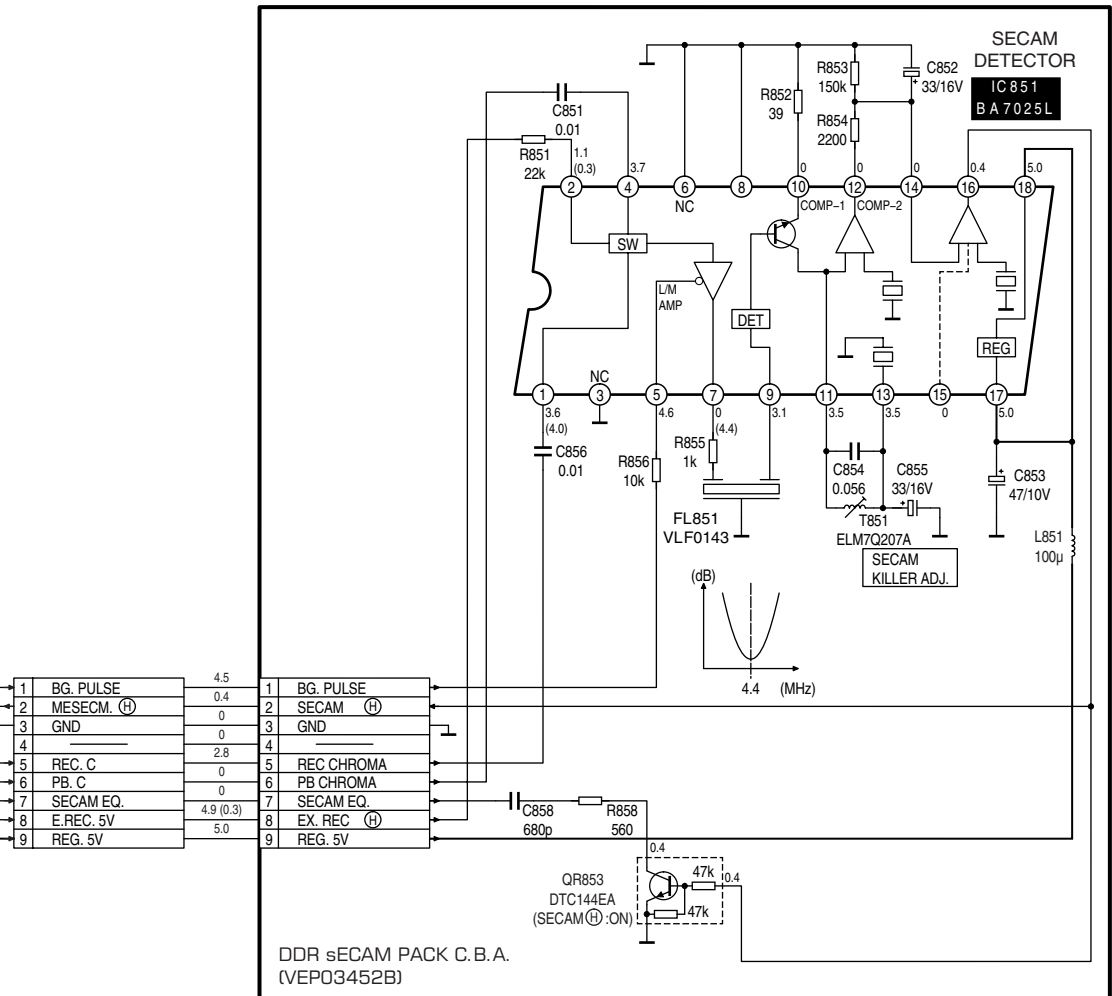 SECAM
DETECTOR
IC851
BA7025L
R853
150k
C852
+
33/16V
R852
39
R854
2200
C851
0.01
R851
22k
1.1
(0.3)
3.7
0
0
0
0.4
5.0
2
4
6
8
10
12
14
16
18
NC
COMP-1
COMP-2
SW
L/M
AMP
DET
REG
NC
1
3
5
7
9
11
13
15
17
3.6
(4.0)
4.6
0
(4.4)
3.1
3.5
3.5
0
5.0
C856
0.01
R856
10k
R855
1k
C854
0.056
C855
33/16V
+
C853
47/10V
+
FL851
VLF0143
T851
ELM7Q207A
SECAM
KILLER ADJ.
L851
100μ
(dB)
4.4 (MHz)
1 BG. PULSE 4.5 1 BG. PULSE
2 MESECM. Ⓗ 0.4 2 SECAM Ⓗ
3 GND 0 3 GND
4 0 4
5 REC. C 2.8 5 REC CHROMA
6 PB. C 0 6 PB CHROMA
7 SECAM EQ. 0 7 SECAM EQ.
8 E.REC. 5V 4.9 (0.3) 8 EX. REC Ⓗ
9 REG. 5V 5.0 9 REG. 5V
C858
680p
R858
560
0.4
QR853
DTC144EA
(SECAMⒽ:ON)
47k
0.4
47k
DDR sECAM PACK C.B.A.
(VEP03452B)